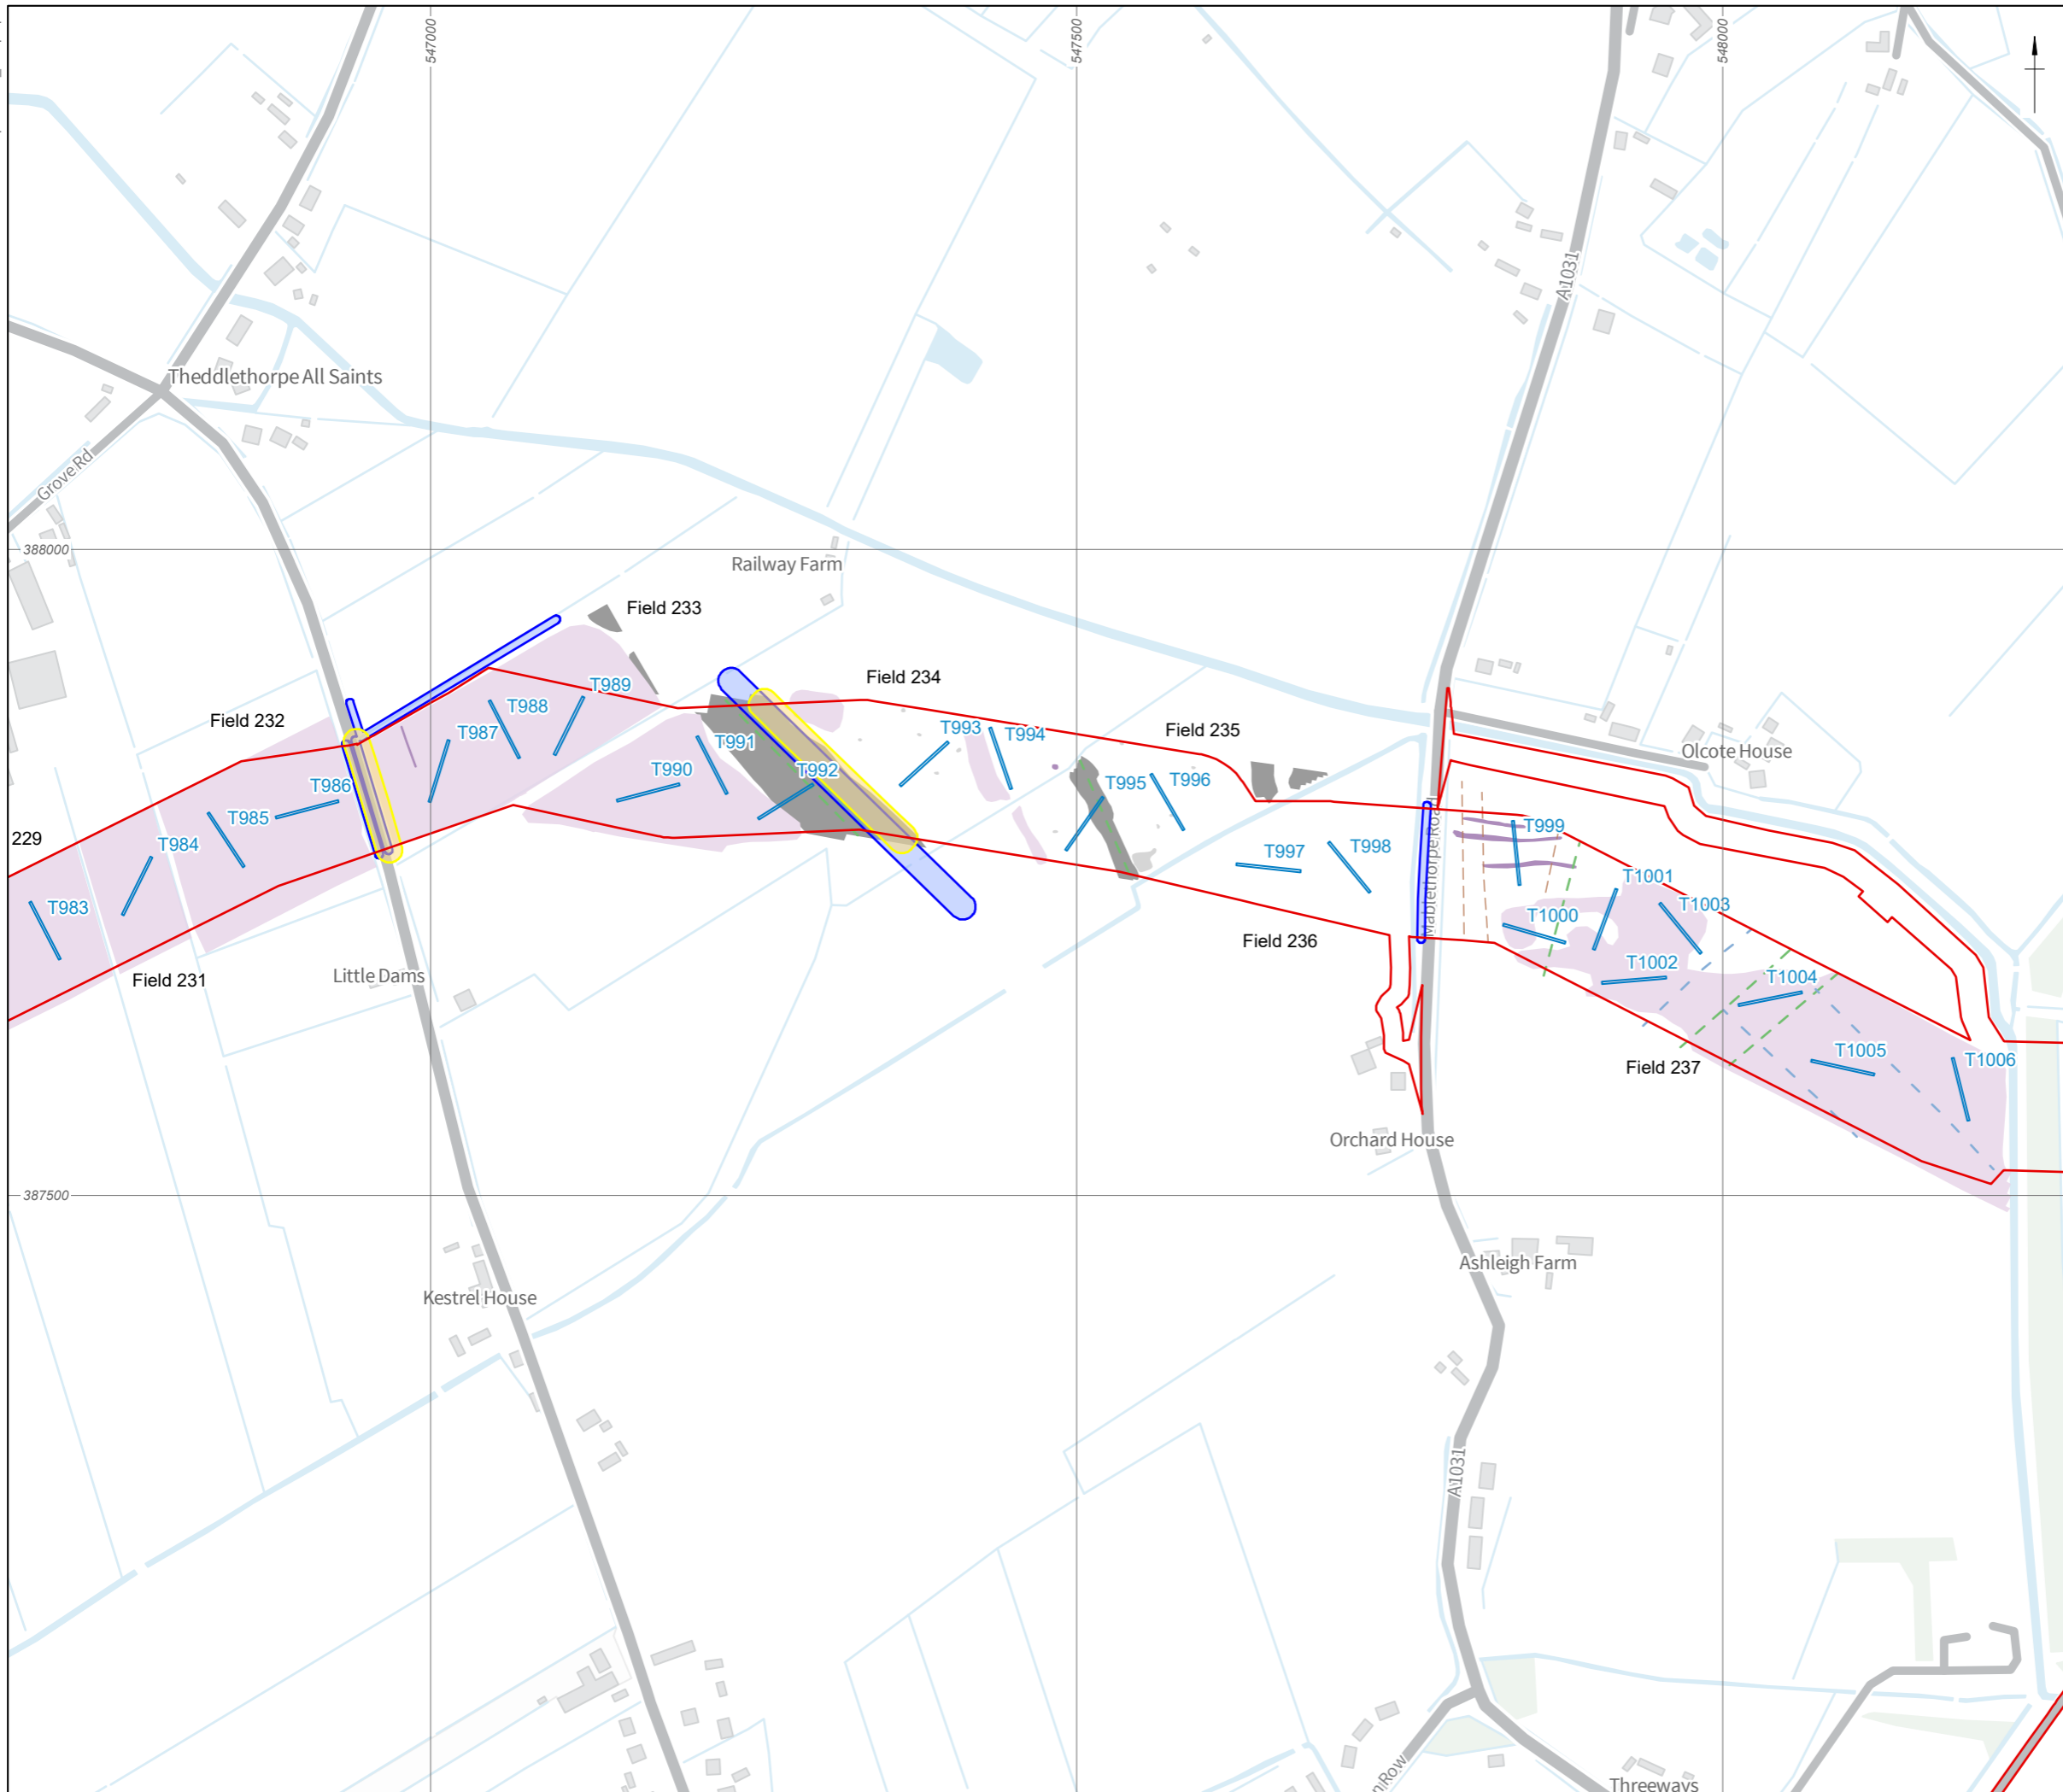 547000
547500
548000
A1031
Theddlethorpe All Saints
Grove Rd
388000
Railway Farm
Field 233
Field 234
T989
T988
Field 232
T987
T993
T994
Field 235
Olcote House
T991
T990
T992
T986
T995
T996
T985
229
T984
T999
T998
T997
Mablethorpe Road
T1001
T1003
T983
T1000
Field 236
T1002
T1004
Little Dams
Field 231
T1005
T1006
Field 237
Orchard House
387500
Ashleigh Farm
Kestrel House
A1031
Row
Threeways